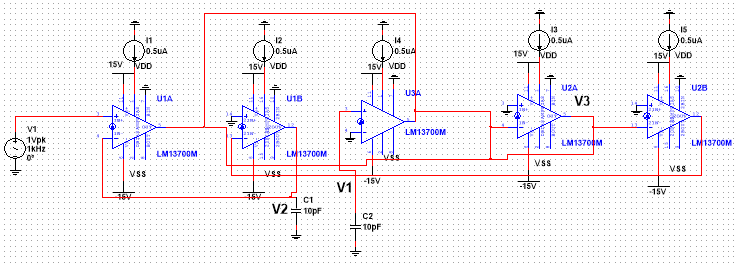 I1
0.5uA
15V
VDD
U1A
LM13700M
VSS
-15V
V1
1Vpk
1kHz
0°
I2
0.5uA
15V
VDD
U1B
LM13700M
VSS
-15V
V2
C1
10pF
I4
0.5uA
15V
VDD
U3A
LM13700M
VSS
-15V
V1
C2
10pF
I3
0.5uA
15V
VDD
U2A
V3
LM13700M
VSS
-15V
I5
0.5uA
15V
VDD
U2B
LM13700M
VSS
-15V